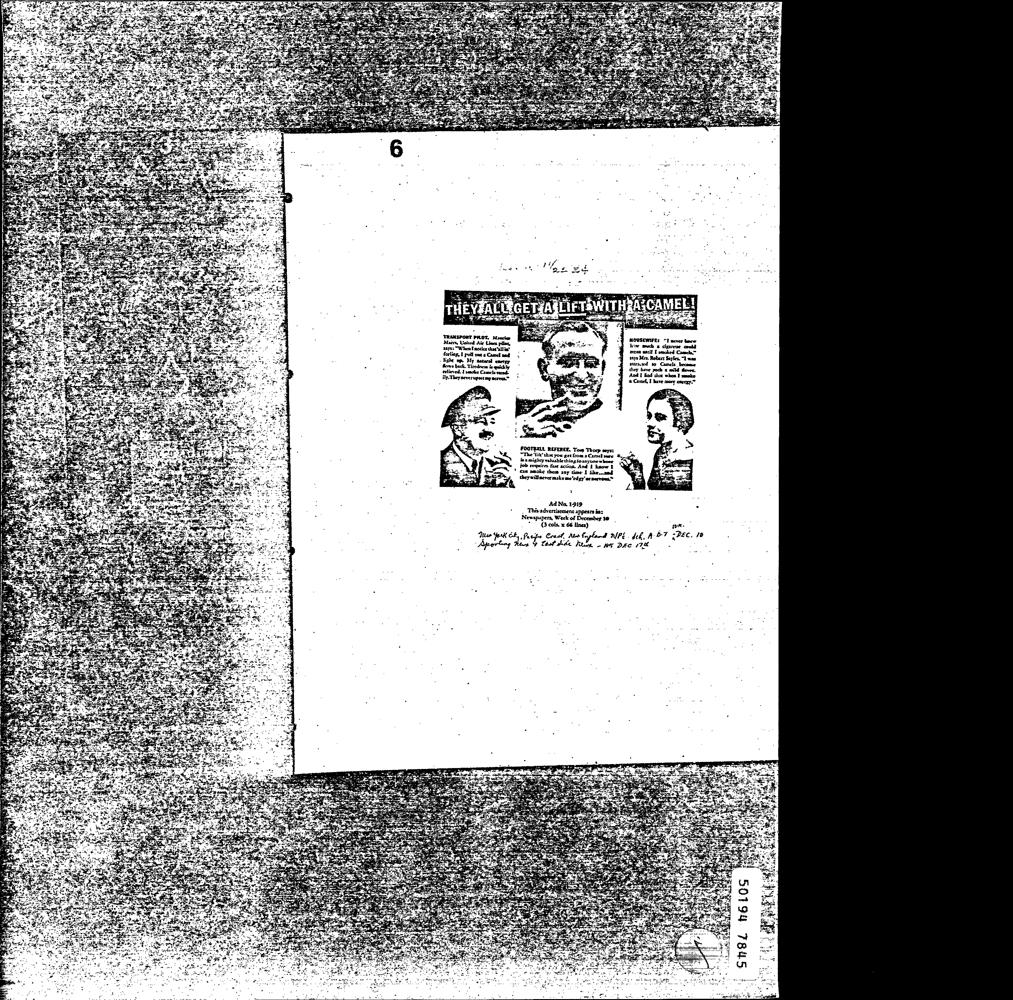 6
11/22 34
THEY ALL GET A LIFT WITH A CAMEL!
TRANSPORT PILOT. Maurice
Marrs, United Air Lines pilot,
says: "When I notice that 'all in'
feeling, I pull out a Camel and
light up. My natural energy
flows back. Tiredness is quickly
relieved. I smoke Camels stead-
ily. They never upset my nerves."
HOUSEWIFE: "I never knew
how much a cigarette could
mean until I smoked Camels,"
says Mrs. Robert Sayles. "I was
attracted to Camels because
they have such a mild flavor.
And I find that when I smoke
a Camel, I have more energy."
FOOTBALL REFEREE. Tom Thorp says:
"The 'lift' that you get from a Camel sure
is a mighty valuable thing to anyone whose
job requires fast action. And I know I
can smoke them any time I like...and
they will never make me 'edgy' or nervous."
Ad No. 1-919
This advertisement appears in:
Newspapers, Week of December 10
(3 cols. x 66 lines)
New York City, Pacific Coast, New England DEC. 10
Sporting News & East Side News - DEC 17th
50194 7845